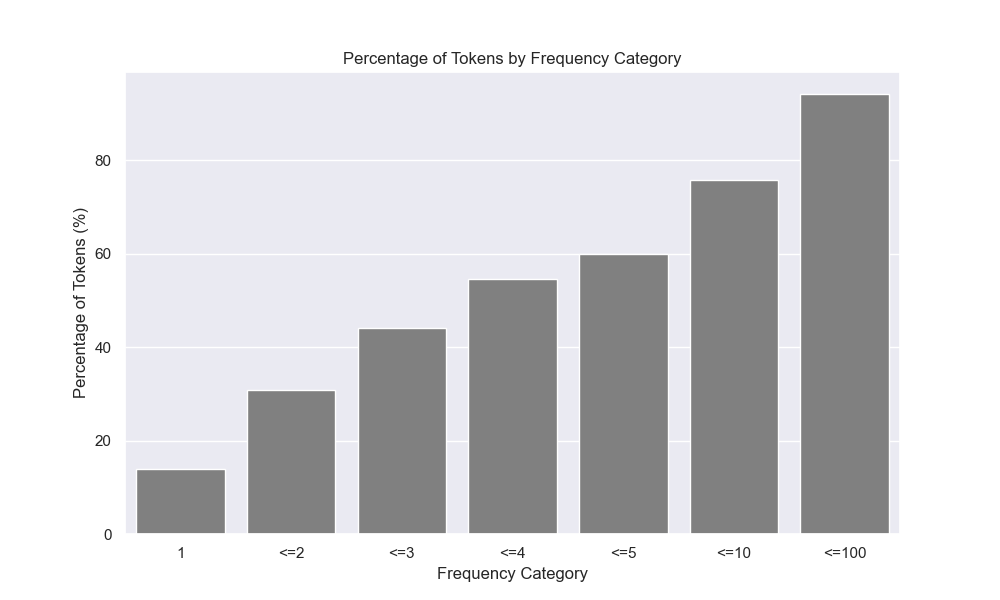 Percentage of Tokens by Frequency Category
Percentage of Tokens (%)
80
60
40
20
0
1 <=2 <=3 <=4 <=5 <=10 <=100
Frequency Category